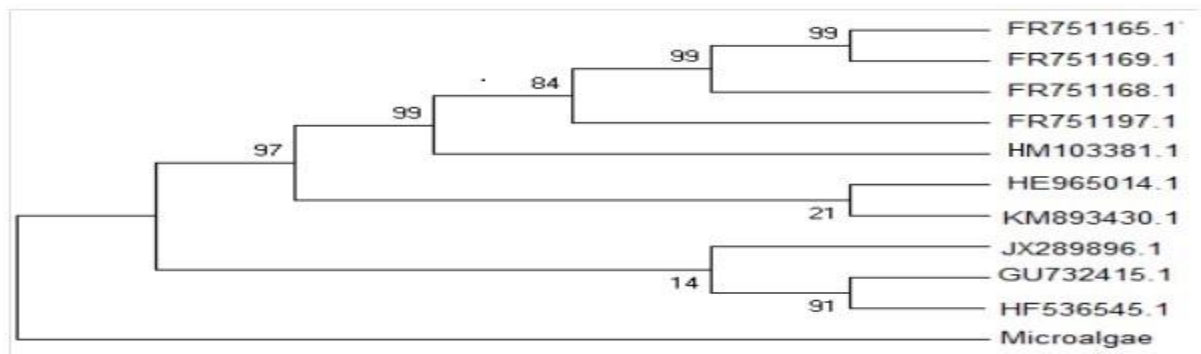 99
FR751165.1
99
FR751169.1
84
FR751168.1
99
FR751197.1
97
HM103381.1
HE965014.1
21
KM893430.1
JX289896.1
14
GU732415.1
91
HF536545.1
Microalgae